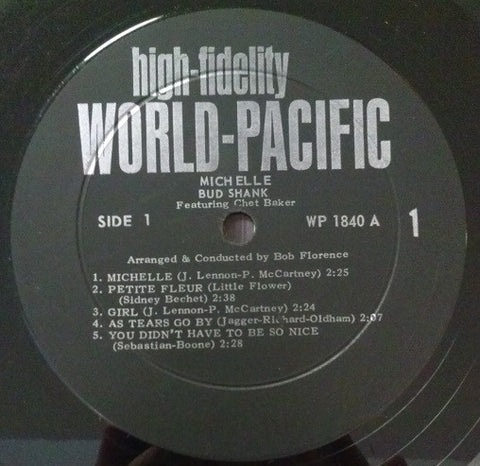 high-fidelity
WORLD-PACIFIC
MICHELLE
BUD SHANK
Featuring Chet Baker
SIDE 1 WP 1840 A 1
Arranged & Conducted by Bob Florence
1. MICHELLE (J. Lennon-P. McCartney) 2:25
2. PETITE FLEUR (Little Flower)
(Sidney Bechet) 2:38
3. GIRL (J. Lennon-P. McCartney) 2:24
4. AS TEARS GO BY (Jagger-Richard-Oldham) 2:07
5. YOU DIDN'T HAVE TO BE SO NICE
(Sebastian-Boone) 2:28